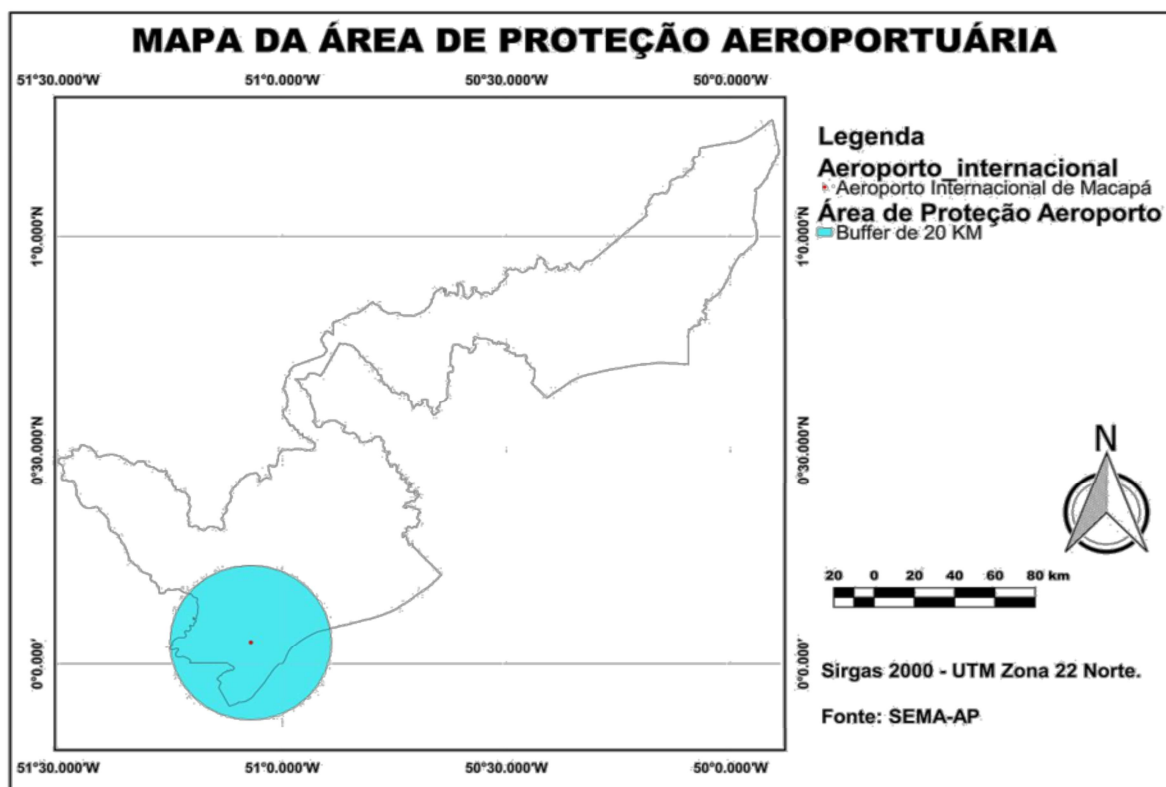 MAPA DA ÁREA DE PROTEÇÃO AEROPORTUÁRIA
51°30.000'W 51°0.000'W 50°30.000'W 50°0.000'W
Legenda
Aeroporto_internacional
Aeroporto Internacional de Macapá
Área de Proteção Aeroporto
Buffer de 20 KM
1°0.000'N 1°0.000'N
0°30.000'N 0°30.000'N
N
20 0 20 40 60 80 km
0°0.000' 0°0.000'
Sirgas 2000 - UTM Zona 22 Norte.
Fonte: SEMA-AP
51°30.000'W 51°0.000'W 50°30.000'W 50°0.000'W